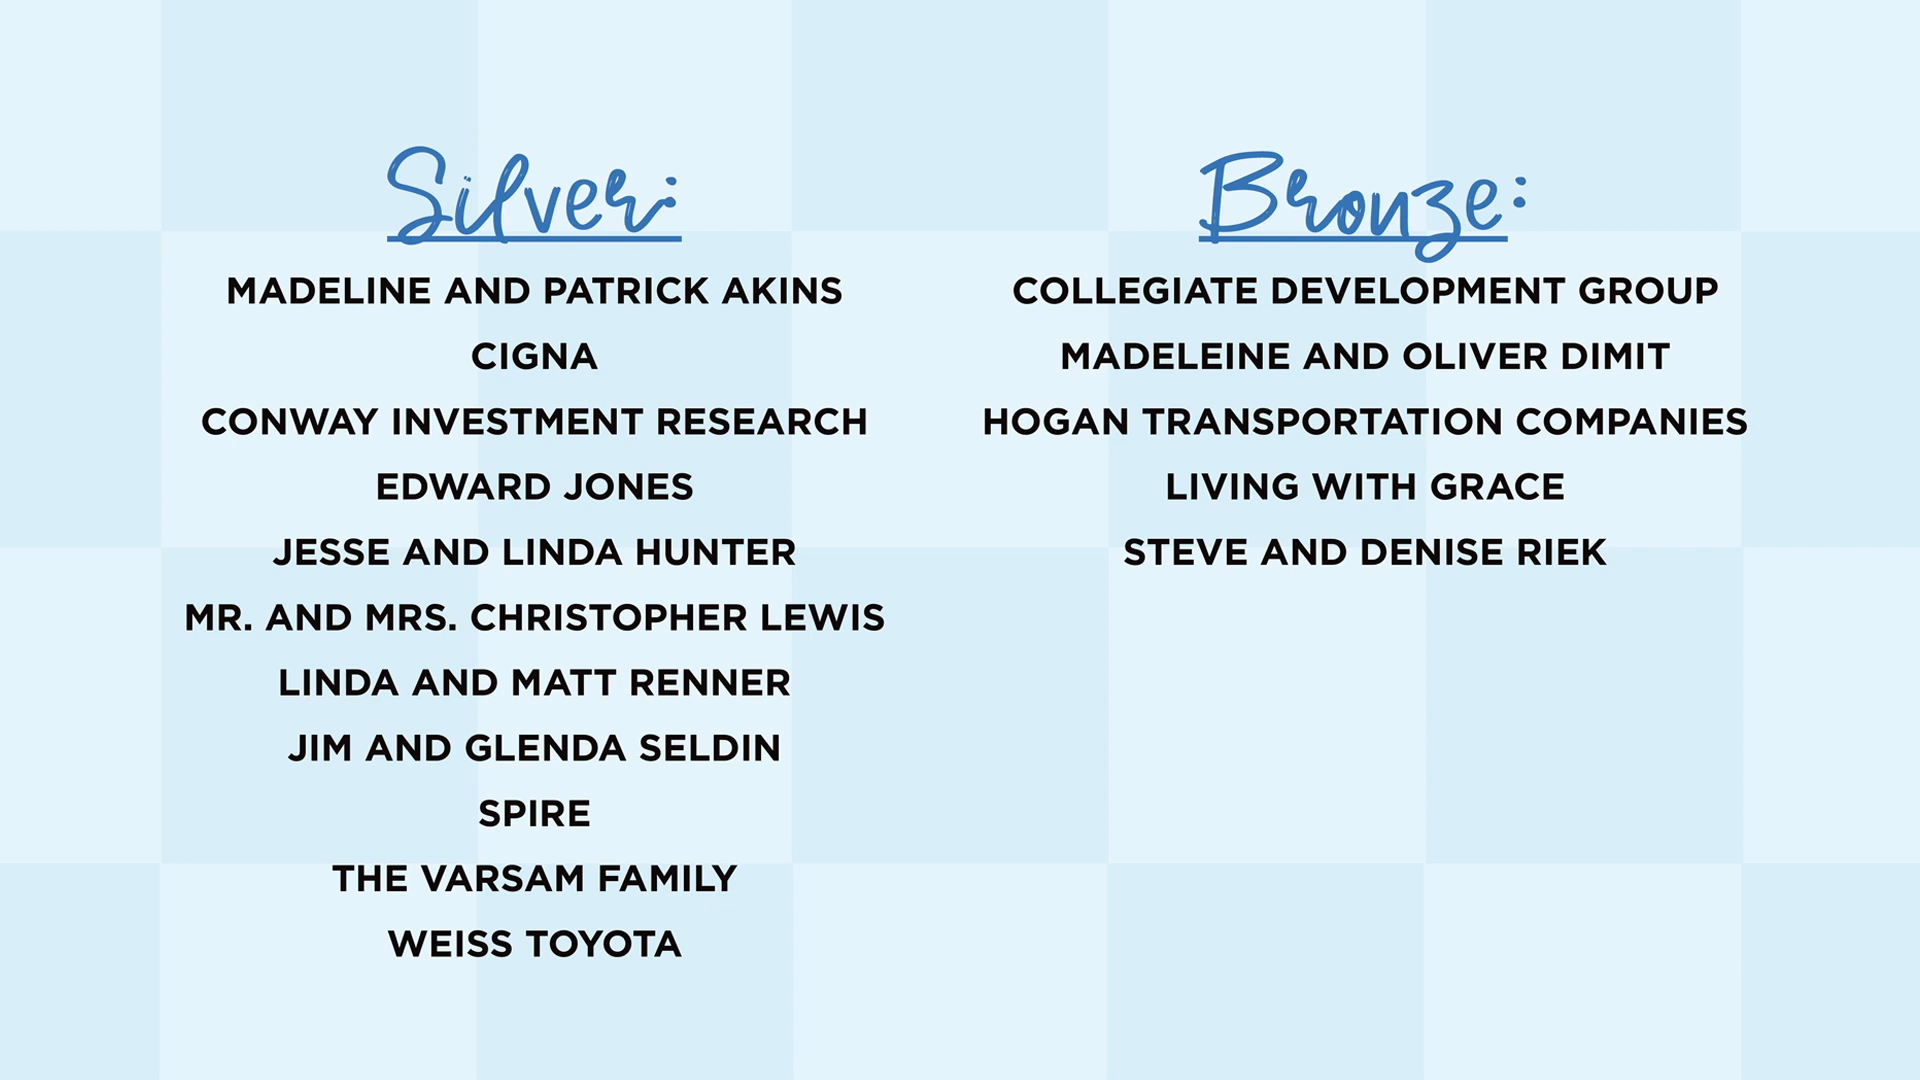 Silver:
MADELINE AND PATRICK AKINS
CIGNA
CONWAY INVESTMENT RESEARCH
EDWARD JONES
JESSE AND LINDA HUNTER
MR. AND MRS. CHRISTOPHER LEWIS
LINDA AND MATT RENNER
JIM AND GLENDA SELDIN
SPIRE
THE VARSAM FAMILY
WEISS TOYOTA
Bronze:
COLLEGIATE DEVELOPMENT GROUP
MADELEINE AND OLIVER DIMIT
HOGAN TRANSPORTATION COMPANIES
LIVING WITH GRACE
STEVE AND DENISE RIEK